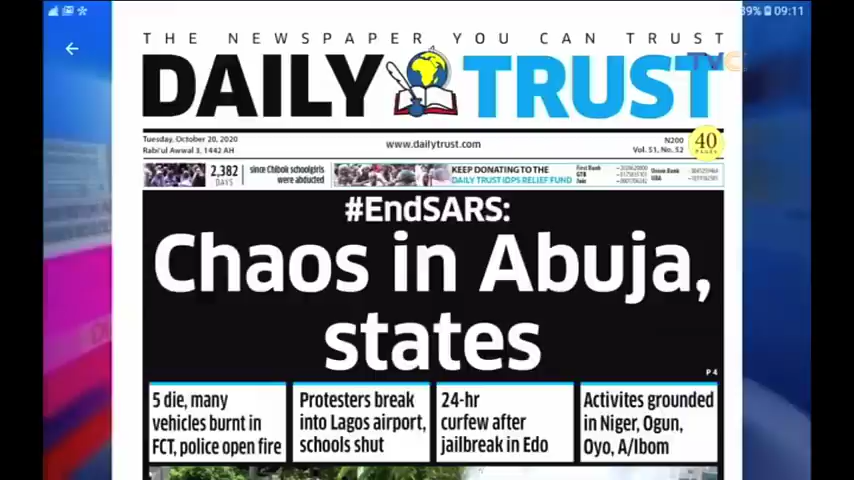 39% 09:11
THE NEWSPAPER YOU CAN TRUST
TVC
DAILY TRUST
Tuesday, October 20, 2020
Rabi'ul Awwal 3, 1442 AH
www.dailytrust.com
N200
Vol. 51, No. 52
40
PAGES
2,382
DAYS
since Chibok schoolgirls
were abducted
KEEP DONATING TO THE
DAILY TRUST IDPS RELIEF FUND
First Bank
GTB
Jaiz
Union Bank
UBA
#EndSARS:
Chaos in Abuja,
states
P 4
5 die, many
vehicles burnt in
FCT, police open fire
Protesters break
into Lagos airport,
schools shut
24-hr
curfew after
jailbreak in Edo
Activites grounded
in Niger, Ogun,
Oyo, A/Ibom